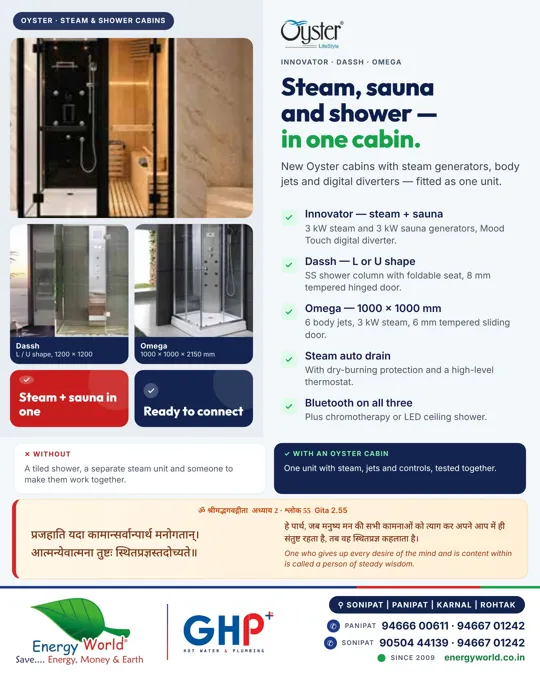 OYSTER · STEAM & SHOWER CABINS
Oyster®
LifeStyle
INNOVATOR · DASSH · OMEGA
Steam, sauna
and shower —
in one cabin.
New Oyster cabins with steam generators, body
jets and digital diverters — fitted as one unit.
Innovator — steam + sauna
3 kW steam and 3 kW sauna generators, Mood
Touch digital diverter.
Dassh — L or U shape
SS shower column with foldable seat, 8 mm
tempered hinged door.
Omega — 1000 × 1000 mm
6 body jets, 3 kW steam, 6 mm tempered sliding
door.
Steam auto drain
With dry-burning protection and a high-level
thermostat.
Bluetooth on all three
Plus chromotherapy or LED ceiling shower.
Dassh
L / U shape, 1200 × 1200
Omega
1000 × 1000 × 2150 mm
Steam + sauna in
one
Ready to connect
✕ WITHOUT
A tiled shower, a separate steam unit and someone to
make them work together.
✓ WITH AN OYSTER CABIN
One unit with steam, jets and controls, tested together.
ॐ श्रीमद्भगवद्गीता अध्याय 2 · श्लोक 55 Gita 2.55
प्रजहाति यदा कामान्सर्वान्पार्थ मनोगतान्।
आत्मन्येवात्मना तुष्टः स्थितप्रज्ञस्तदोच्यते॥
हे पार्थ, जब मनुष्य मन की सभी कामनाओं को त्याग कर अपने आप में ही
संतुष्ट रहता है, तब वह स्थितप्रज्ञ कहलाता है।
One who gives up every desire of the mind and is content within
is called a person of steady wisdom.
Energy World
Save.... Energy, Money & Earth
GHP+
HOT WATER & PLUMBING
SONIPAT | PANIPAT | KARNAL | ROHTAK
PANIPAT 94666 00611 · 94667 01242
SONIPAT 90504 44139 · 94667 01242
SINCE 2009 energyworld.co.in